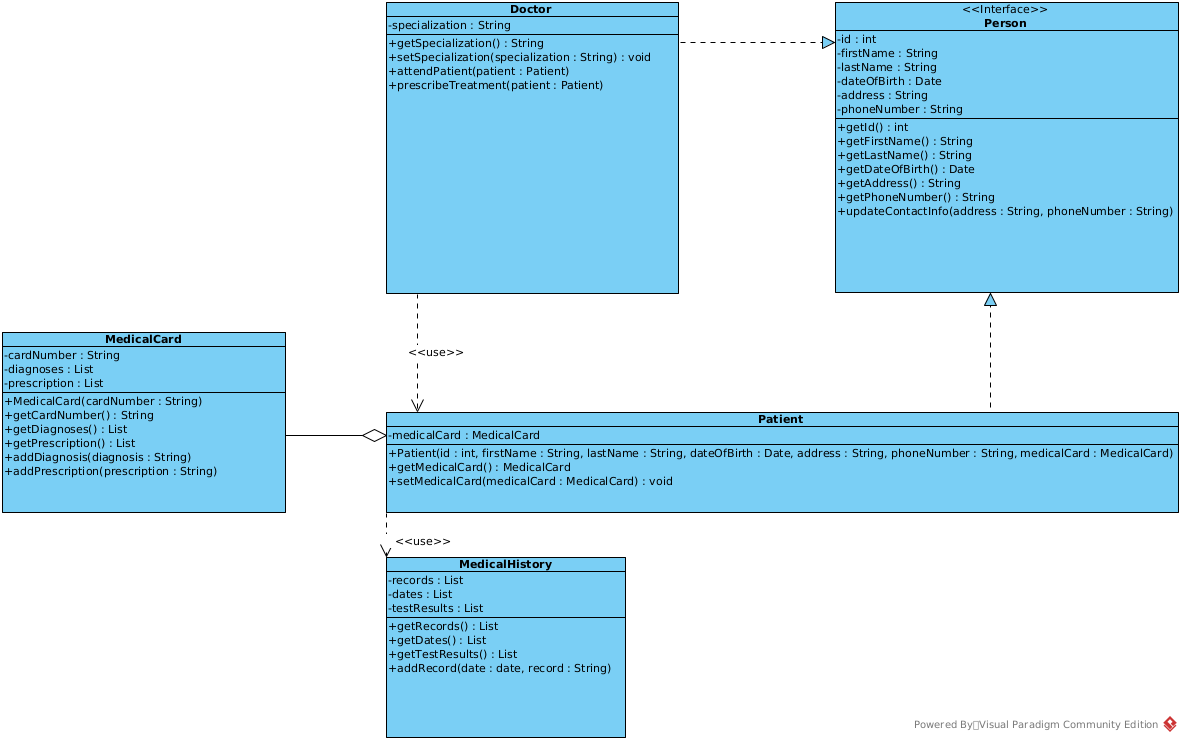 Doctor
-specialization : String
+getSpecialization() : String
+setSpecialization(specialization : String) : void
+attendPatient(patient : Patient)
+prescribeTreatment(patient : Patient)
<<Interface>>
Person
-id : int
-firstName : String
-lastName : String
-dateOfBirth : Date
-address : String
-phoneNumber : String
+getId() : int
+getFirstName() : String
+getLastName() : String
+getDateOfBirth() : Date
+getAddress() : String
+getPhoneNumber() : String
+updateContactInfo(address : String, phoneNumber : String)
<<use>>
MedicalCard
-cardNumber : String
-diagnoses : List
-prescription : List
+MedicalCard(cardNumber : String)
+getCardNumber() : String
+getDiagnoses() : List
+getPrescription() : List
+addDiagnosis(diagnosis : String)
+addPrescription(prescription : String)
Patient
-medicalCard : MedicalCard
+Patient(id : int, firstName : String, lastName : String, dateOfBirth : Date, address : String, phoneNumber : String, medicalCard : MedicalCard)
+getMedicalCard() : MedicalCard
+setMedicalCard(medicalCard : MedicalCard) : void
<<use>>
MedicalHistory
-records : List
-dates : List
-testResults : List
+getRecords() : List
+getDates() : List
+getTestResults() : List
+addRecord(date : date, record : String)
Powered By Visual Paradigm Community Edition